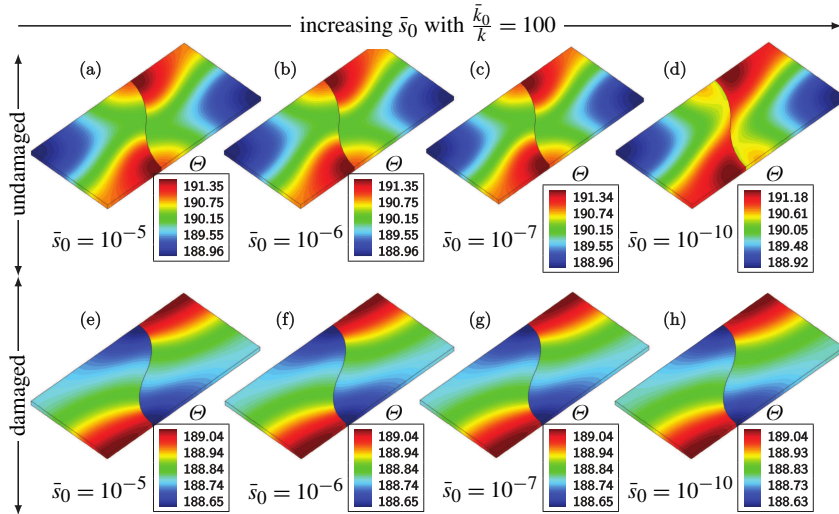 increasing s̄₀ with k̄₀/k = 100
undamaged
(a) (b) (c) (d)
Θ Θ Θ Θ
191.35 191.35 191.34 191.18
190.75 190.75 190.74 190.61
190.15 190.15 190.15 190.05
189.55 189.55 189.55 189.48
188.96 188.96 188.96 188.92
s̄₀ = 10⁻⁵ s̄₀ = 10⁻⁶ s̄₀ = 10⁻⁷ s̄₀ = 10⁻¹⁰
damaged
(e) (f) (g) (h)
Θ Θ Θ Θ
189.04 189.04 189.04 189.04
188.94 188.94 188.94 188.93
188.84 188.84 188.84 188.83
188.74 188.74 188.74 188.73
188.65 188.65 188.65 188.63
s̄₀ = 10⁻⁵ s̄₀ = 10⁻⁶ s̄₀ = 10⁻⁷ s̄₀ = 10⁻¹⁰